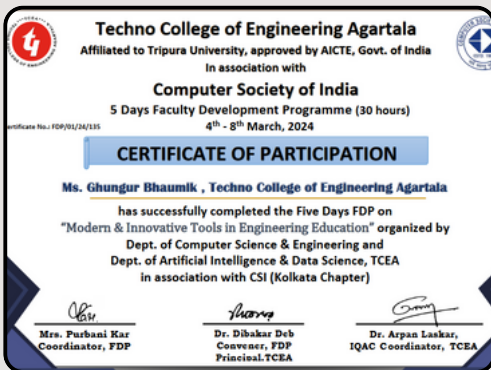 Techno College of Engineering Agartala
Affiliated to Tripura University, approved by AICTE, Govt. of India
In association with
Computer Society of India
5 Days Faculty Development Programme (30 hours)
ertificate No.: FDP/01/24/135
4th - 8th March, 2024
CERTIFICATE OF PARTICIPATION
Ms. Ghungur Bhaumik , Techno College of Engineering Agartala
has successfully completed the Five Days FDP on
"Modern & Innovative Tools in Engineering Education" organized by
Dept. of Computer Science & Engineering and
Dept. of Artificial Intelligence & Data Science, TCEA
in association with CSI (Kolkata Chapter)
Mrs. Purbani Kar
Coordinator, FDP
Dr. Dibakar Deb
Convener, FDP
Principal.TCEA
Dr. Arpan Laskar,
IQAC Coordinator, TCEA